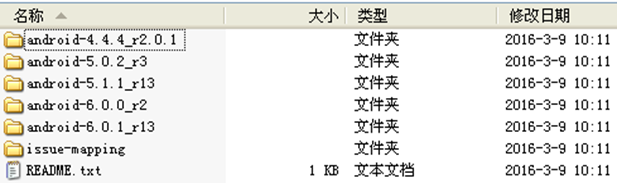 名称 大小 类型 修改日期
android-4.4.4_r2.0.1 文件夹 2016-3-9 10:11
android-5.0.2_r3 文件夹 2016-3-9 10:11
android-5.1.1_r13 文件夹 2016-3-9 10:11
android-6.0.0_r2 文件夹 2016-3-9 10:11
android-6.0.1_r13 文件夹 2016-3-9 10:11
issue-mapping 文件夹 2016-3-9 10:11
README.txt 1 KB 文本文档 2016-3-9 10:11